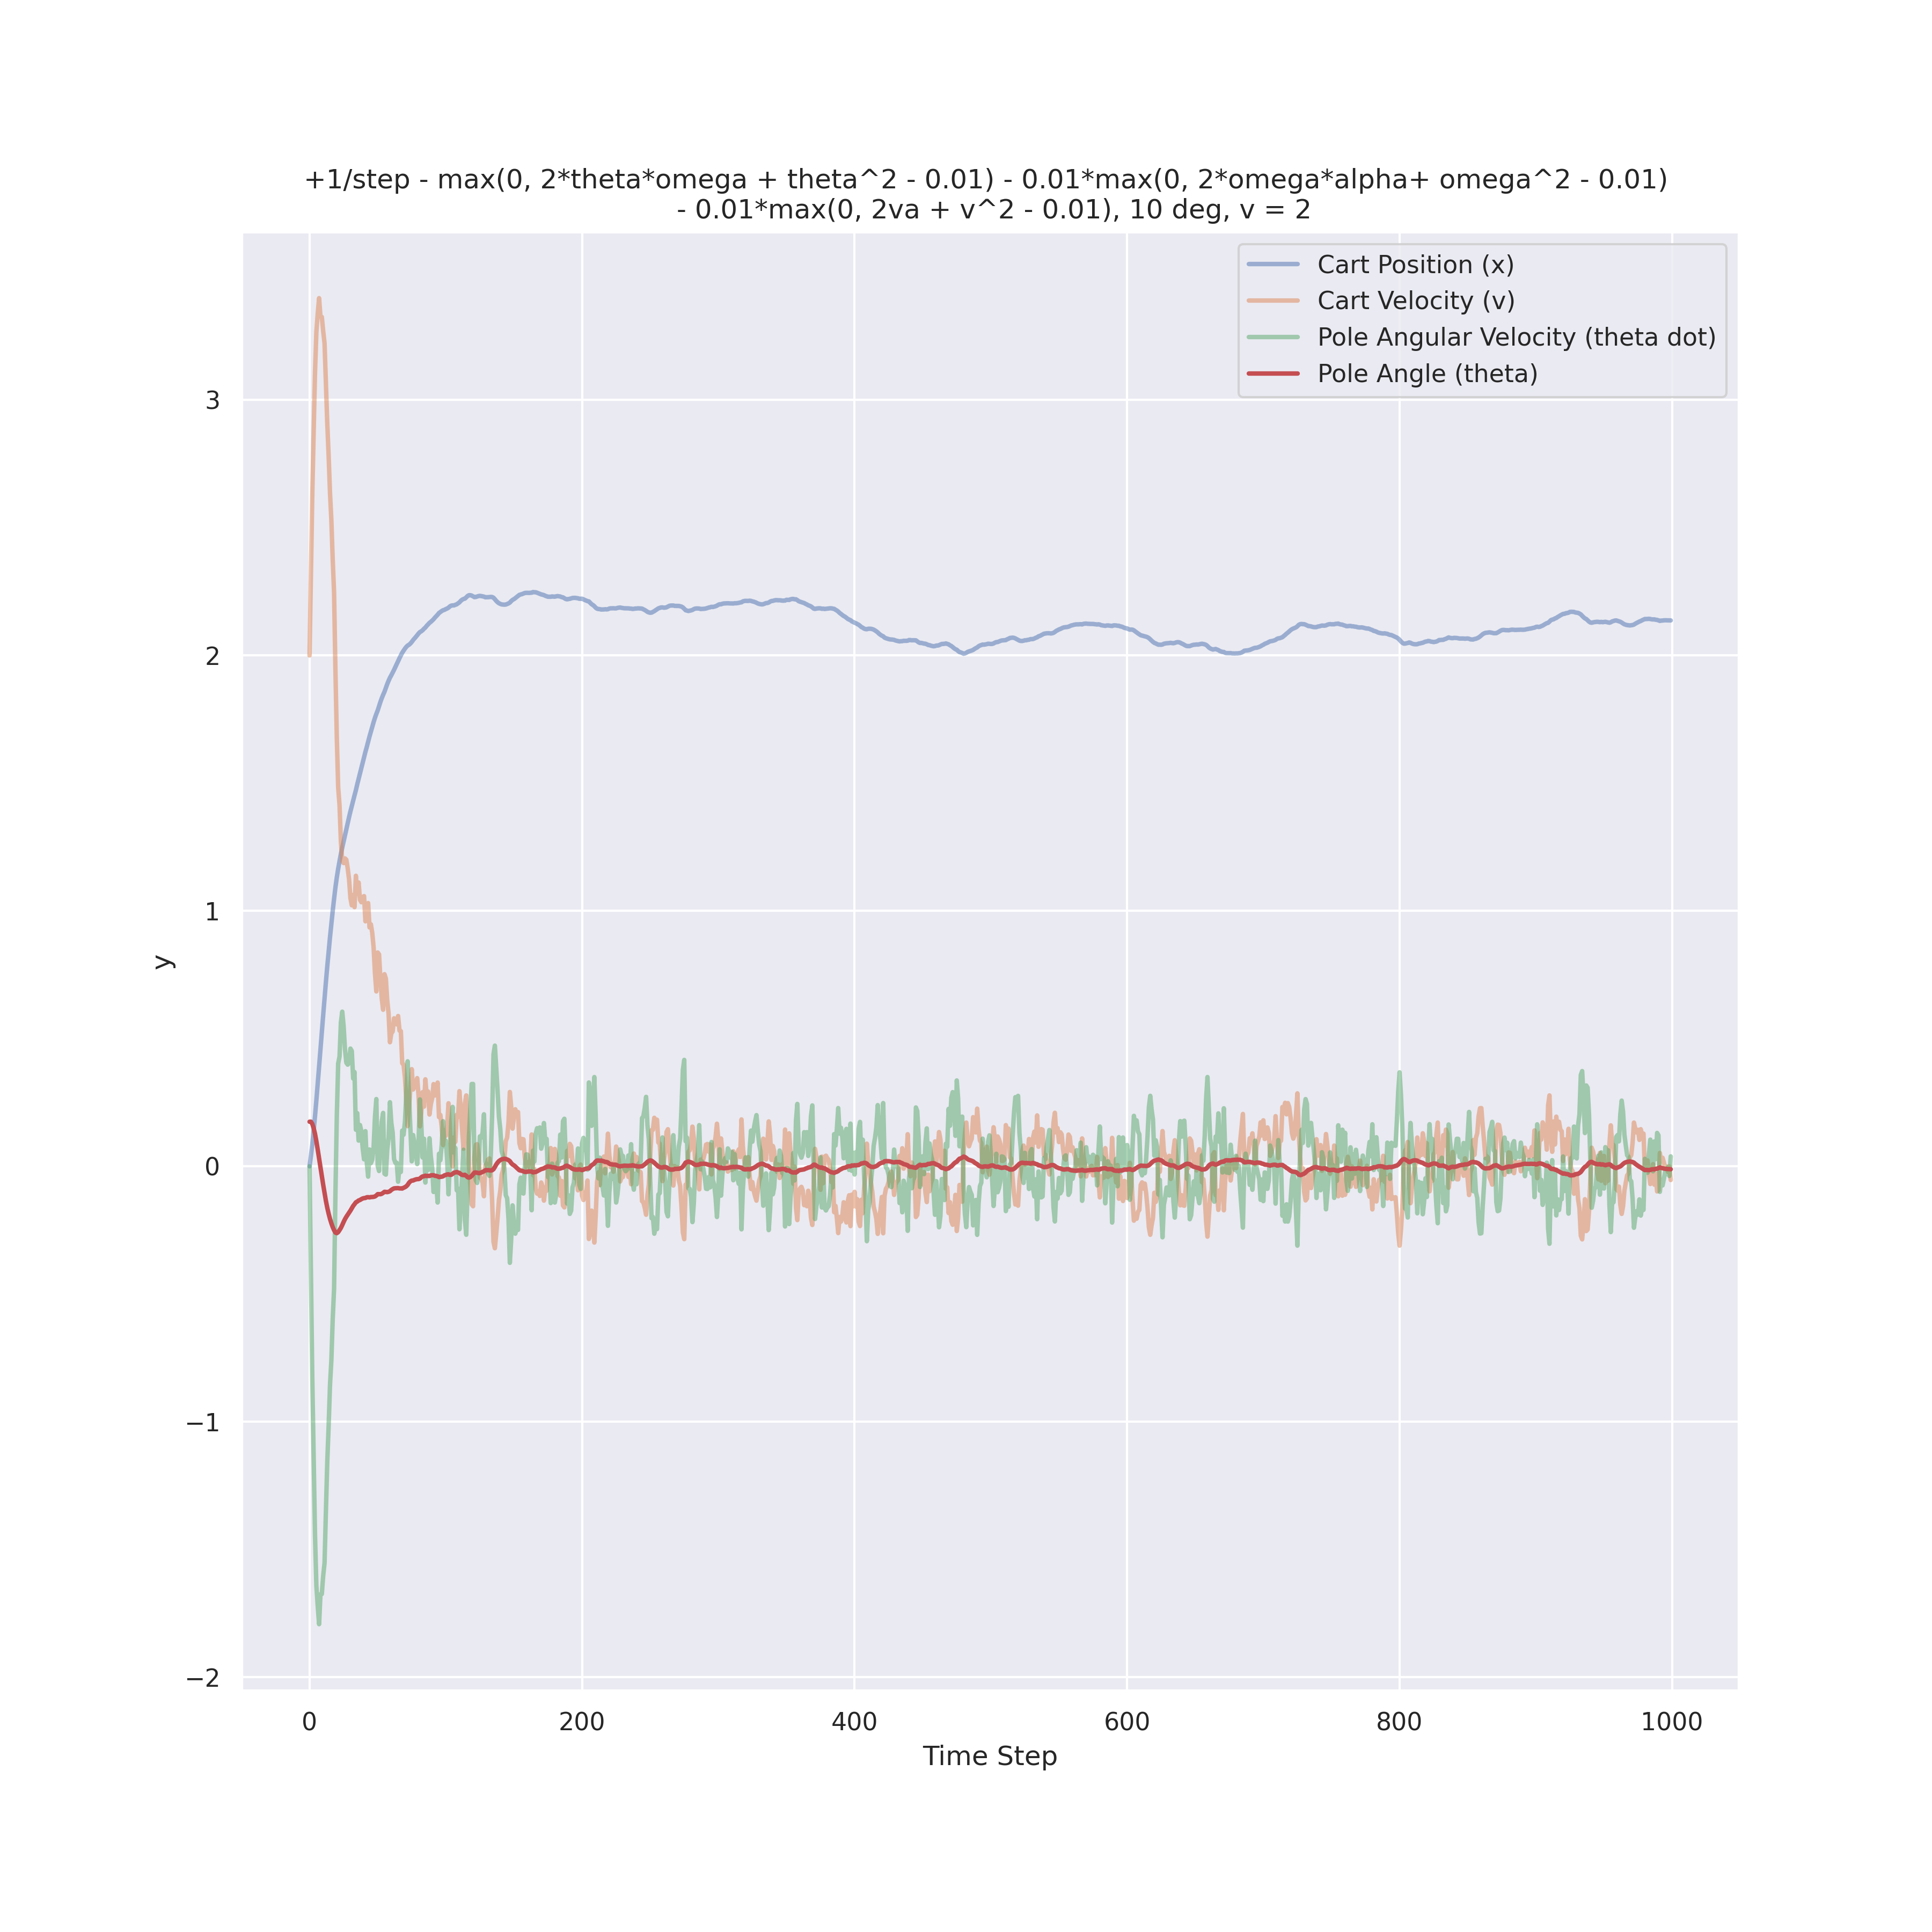 +1/step - max(0, 2*theta*omega + theta^2 - 0.01) - 0.01*max(0, 2*omega*alpha+ omega^2 - 0.01)
- 0.01*max(0, 2va + v^2 - 0.01), 10 deg, v = 2
Cart Position (x)
Cart Velocity (v)
Pole Angular Velocity (theta dot)
Pole Angle (theta)
3
2
1
0
−1
−2
y
0 200 400 600 800 1000
Time Step